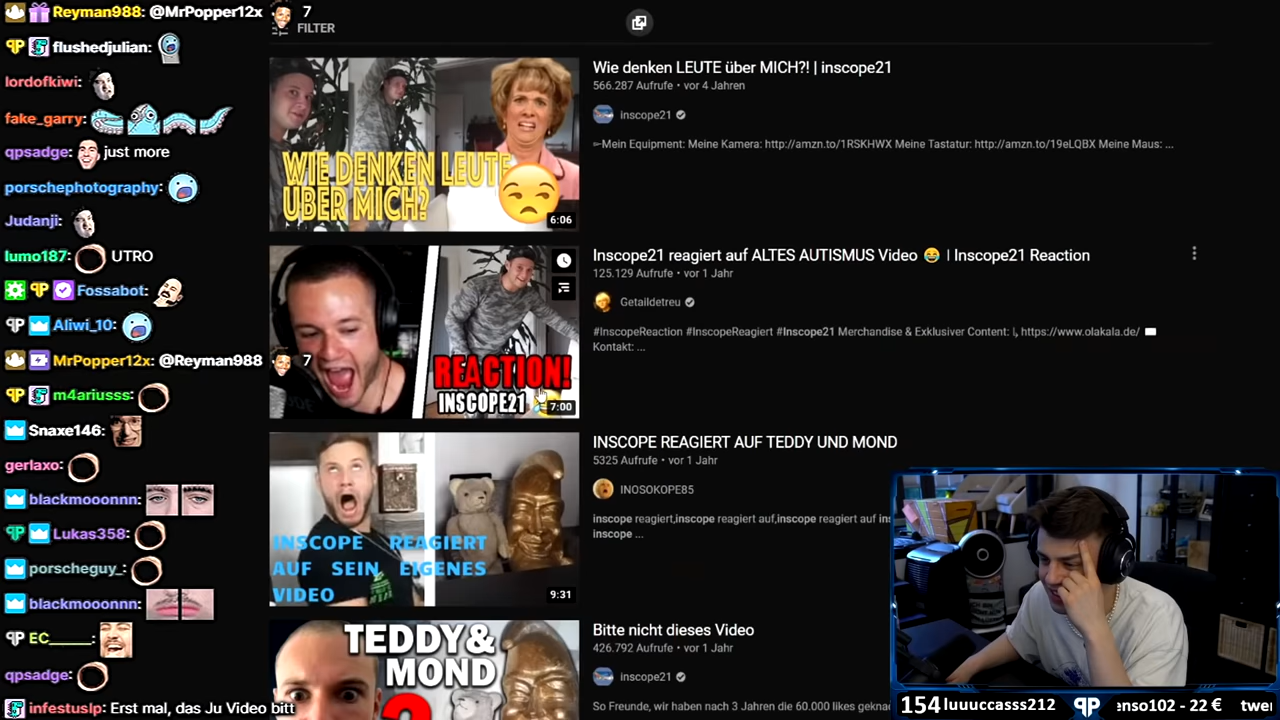 Reyman988: @MrPopper12x
flushedjulian:
lordofkiwi:
fake_garry:
qpsadge: just more
porschephotography:
Judanji:
lumo187: UTRO
Fossabot:
Aliwi_10:
MrPopper12x: @Reyman988 7
m4ariusss:
Snaxe146:
gerlaxo:
blackmooonnn:
Lukas358:
porscheguy_:
blackmooonnn:
EC_____:
qpsadge:
infestuslp: Erst mal, das Ju Video bitt
7
FILTER
WIE DENKEN LEUTE
ÜBER MICH?
6:06
Wie denken LEUTE über MICH?! | inscope21
566.287 Aufrufe • vor 4 Jahren
inscope21
➳Mein Equipment: Meine Kamera: http://amzn.to/1RSKHWX Meine Tastatur: http://amzn.to/19eLQBX Meine Maus: ...
REACTION!
INSCOPE21
7:00
Inscope21 reagiert auf ALTES AUTISMUS Video 😂 | Inscope21 Reaction
125.129 Aufrufe • vor 1 Jahr
Getaildetreu
#InscopeReaction #InscopeReagiert #Inscope21 Merchandise & Exklusiver Content: https://www.olakala.de/
Kontakt: ...
INSCOPE REAGIERT
AUF SEIN EIGENES
VIDEO
9:31
INSCOPE REAGIERT AUF TEDDY UND MOND
5325 Aufrufe • vor 1 Jahr
INOSOKOPE85
inscope reagiert,inscope reagiert auf,inscope reagiert auf ins
inscope ...
TEDDY&
MOND
Bitte nicht dieses Video
426.792 Aufrufe • vor 1 Jahr
inscope21
So Freunde, wir haben nach 3 Jahren die 60.000 likes geknac
154 luuuccasss212
enso102 - 22 €